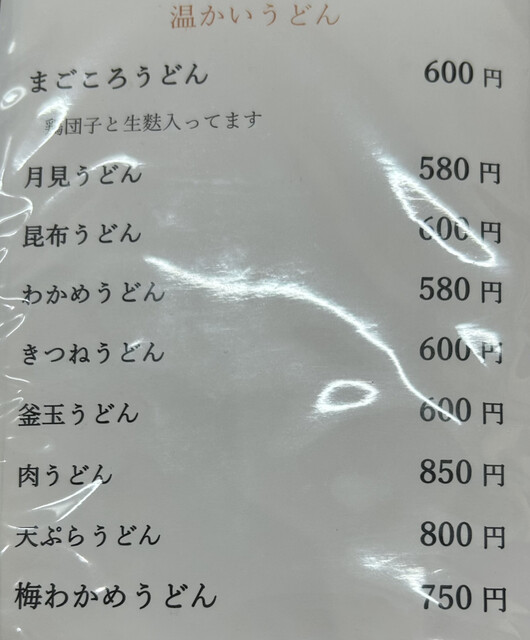 温かいうどん
まごころうどん 600円
鶏団子と生麩入ってます
月見うどん 580円
昆布うどん 600円
わかめうどん 580円
きつねうどん 600円
釜玉うどん 600円
肉うどん 850円
天ぷらうどん 800円
梅わかめうどん 750円